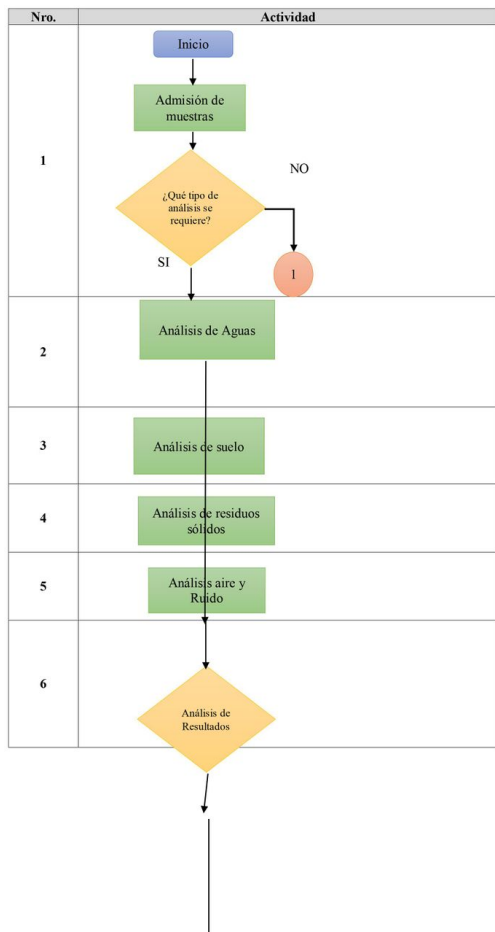 Nro. Actividad
Inicio
Admisión de
muestras
1
¿Qué tipo de
análisis se
requiere?
NO
SI
1
2
Análisis de Aguas
3
Análisis de suelo
4
Análisis de residuos
sólidos
5
Análisis aire y
Ruido
6
Análisis de
Resultados